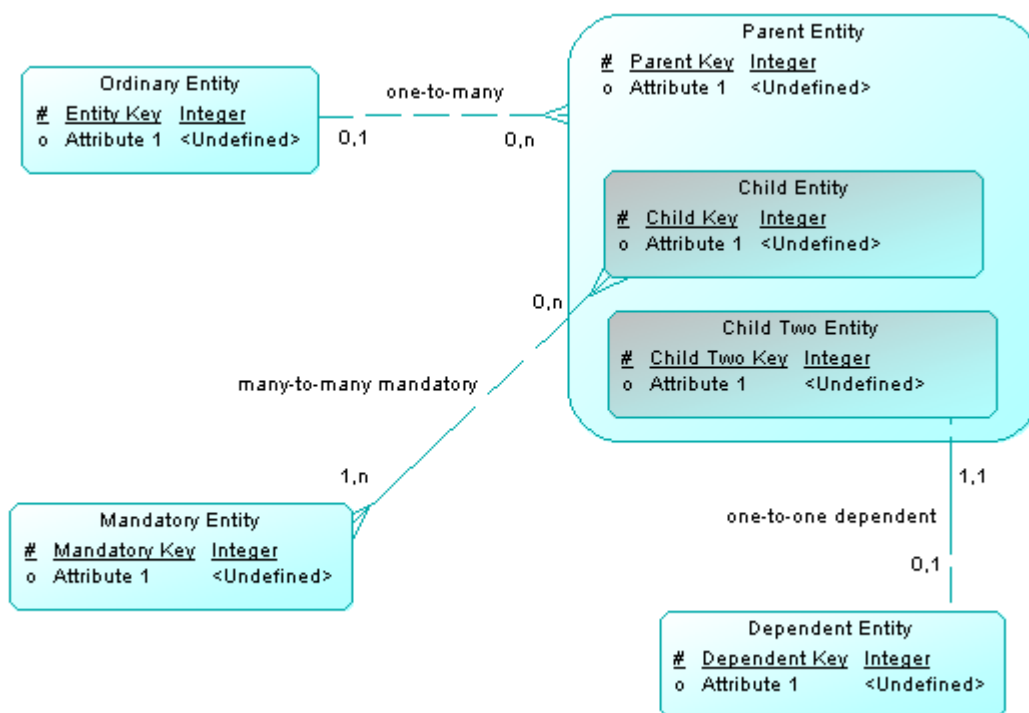 Parent Entity
# Parent Key Integer
o Attribute 1 <Undefined>
Ordinary Entity
# Entity Key Integer
o Attribute 1 <Undefined>
one-to-many
0,1
0,n
Child Entity
# Child Key Integer
o Attribute 1 <Undefined>
0,n
Child Two Entity
# Child Two Key Integer
o Attribute 1 <Undefined>
many-to-many mandatory
1,n
1,1
Mandatory Entity
# Mandatory Key Integer
o Attribute 1 <Undefined>
one-to-one dependent
0,1
Dependent Entity
# Dependent Key Integer
o Attribute 1 <Undefined>